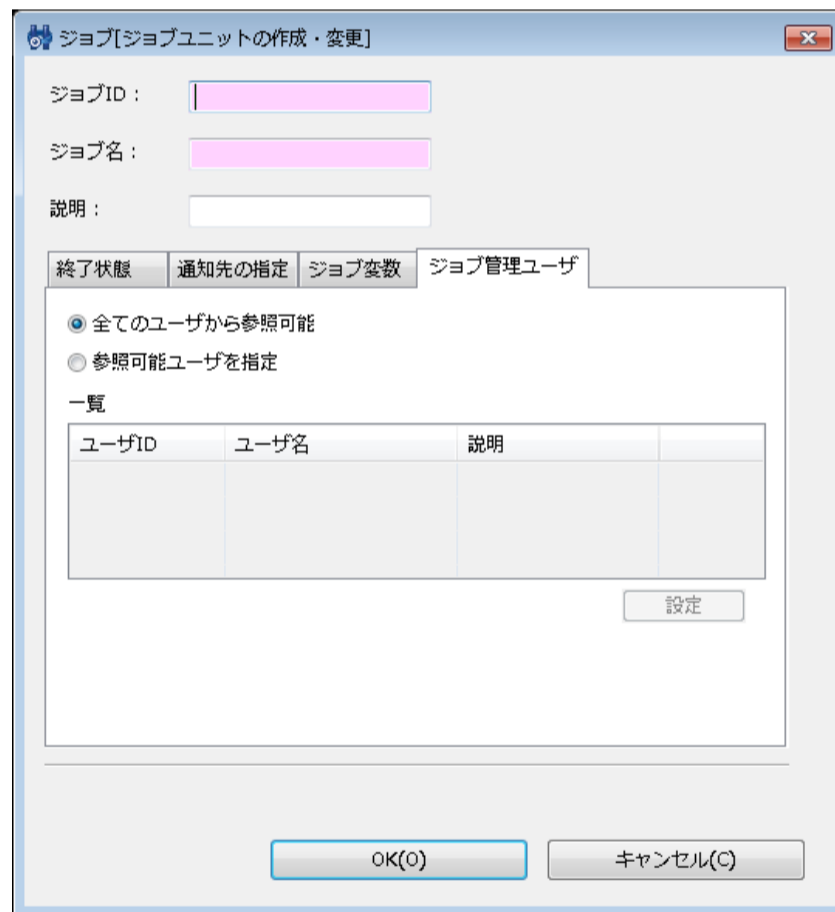 ジョブ[ジョブユニットの作成・変更]
ジョブID：
ジョブ名：
説明：
終了状態 通知先の指定 ジョブ変数 ジョブ管理ユーザ
全てのユーザから参照可能
参照可能ユーザを指定
一覧
ユーザID ユーザ名 説明
設定
OK(O) キャンセル(C)